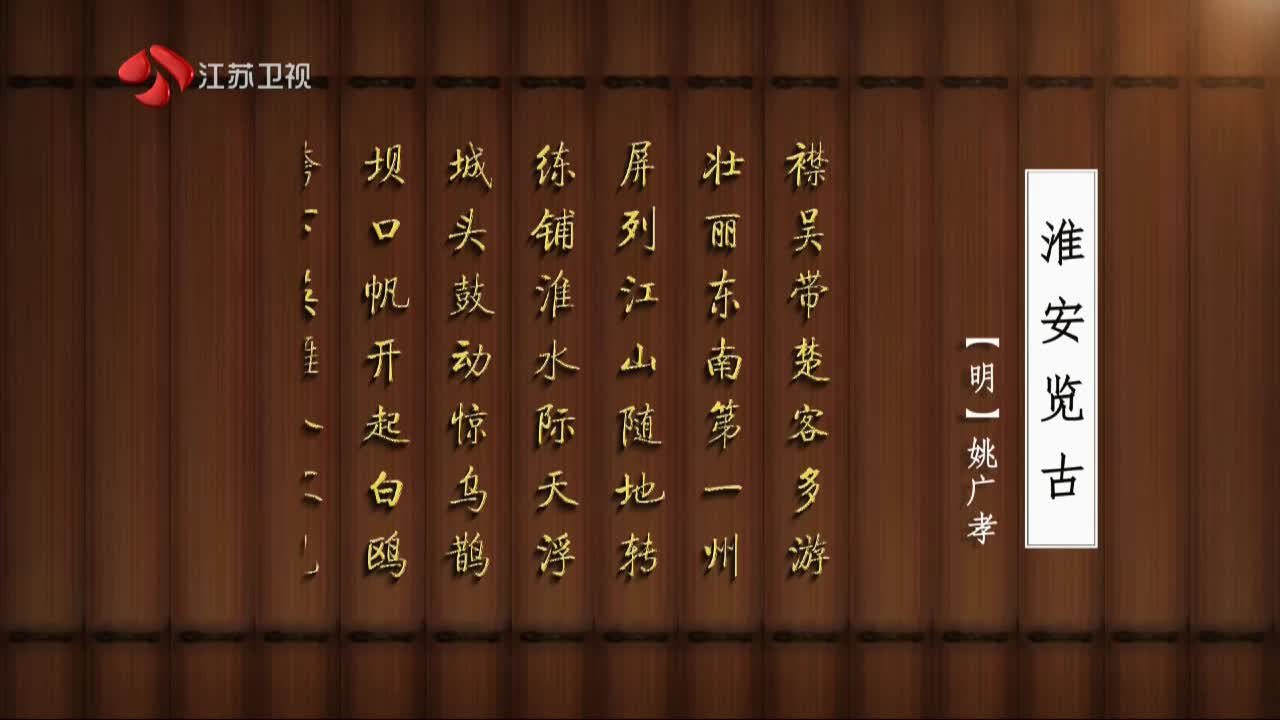 江苏卫视
淮安览古
【明】姚广孝
襟吴带楚客多游
壮丽东南第一州
屏列江山随地转
练铺淮水际天浮
城头鼓动惊乌鹊
坝口帆开起白鸥